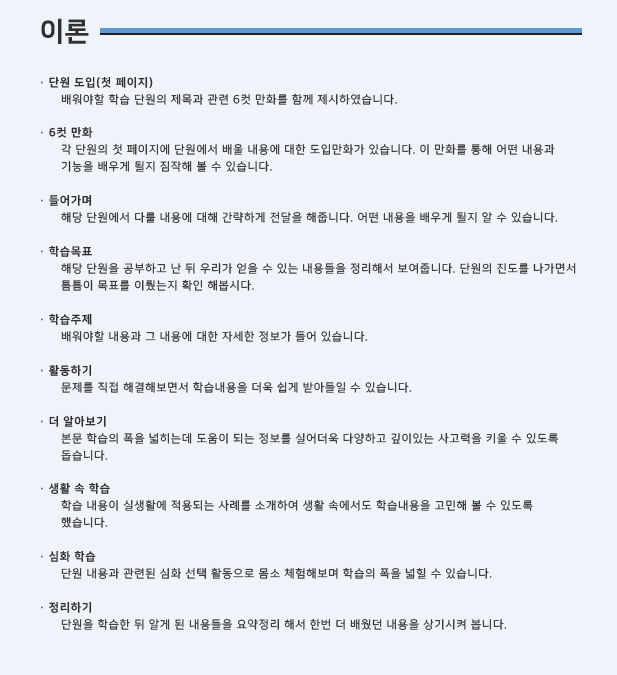 이론
· 단원 도입(첫 페이지)
배워야할 학습 단원의 제목과 관련 6컷 만화를 함께 제시하였습니다.
· 6컷 만화
각 단원의 첫 페이지에 단원에서 배울 내용에 대한 도입만화가 있습니다. 이 만화를 통해 어떤 내용과
기능을 배우게 될지 짐작해 볼 수 있습니다.
· 들어가며
해당 단원에서 다룰 내용에 대해 간략하게 전달을 해줍니다. 어떤 내용을 배우게 될지 알 수 있습니다.
· 학습목표
해당 단원을 공부하고 난 뒤 우리가 얻을 수 있는 내용들을 정리해서 보여줍니다. 단원의 진도를 나가면서
틈틈이 목표를 이뤘는지 확인 해봅시다.
· 학습주제
배워야할 내용과 그 내용에 대한 자세한 정보가 들어 있습니다.
· 활동하기
문제를 직접 해결해보면서 학습내용을 더욱 쉽게 받아들일 수 있습니다.
· 더 알아보기
본문 학습의 폭을 넓히는데 도움이 되는 정보를 실어더욱 다양하고 깊이있는 사고력을 키울 수 있도록
돕습니다.
· 생활 속 학습
학습 내용이 실생활에 적용되는 사례를 소개하여 생활 속에서도 학습내용을 고민해 볼 수 있도록
했습니다.
· 심화 학습
단원 내용과 관련된 심화 선택 활동으로 몸소 체험해보며 학습의 폭을 넓힐 수 있습니다.
· 정리하기
단원을 학습한 뒤 알게 된 내용들을 요약정리 해서 한번 더 배웠던 내용을 상기시켜 봅니다.